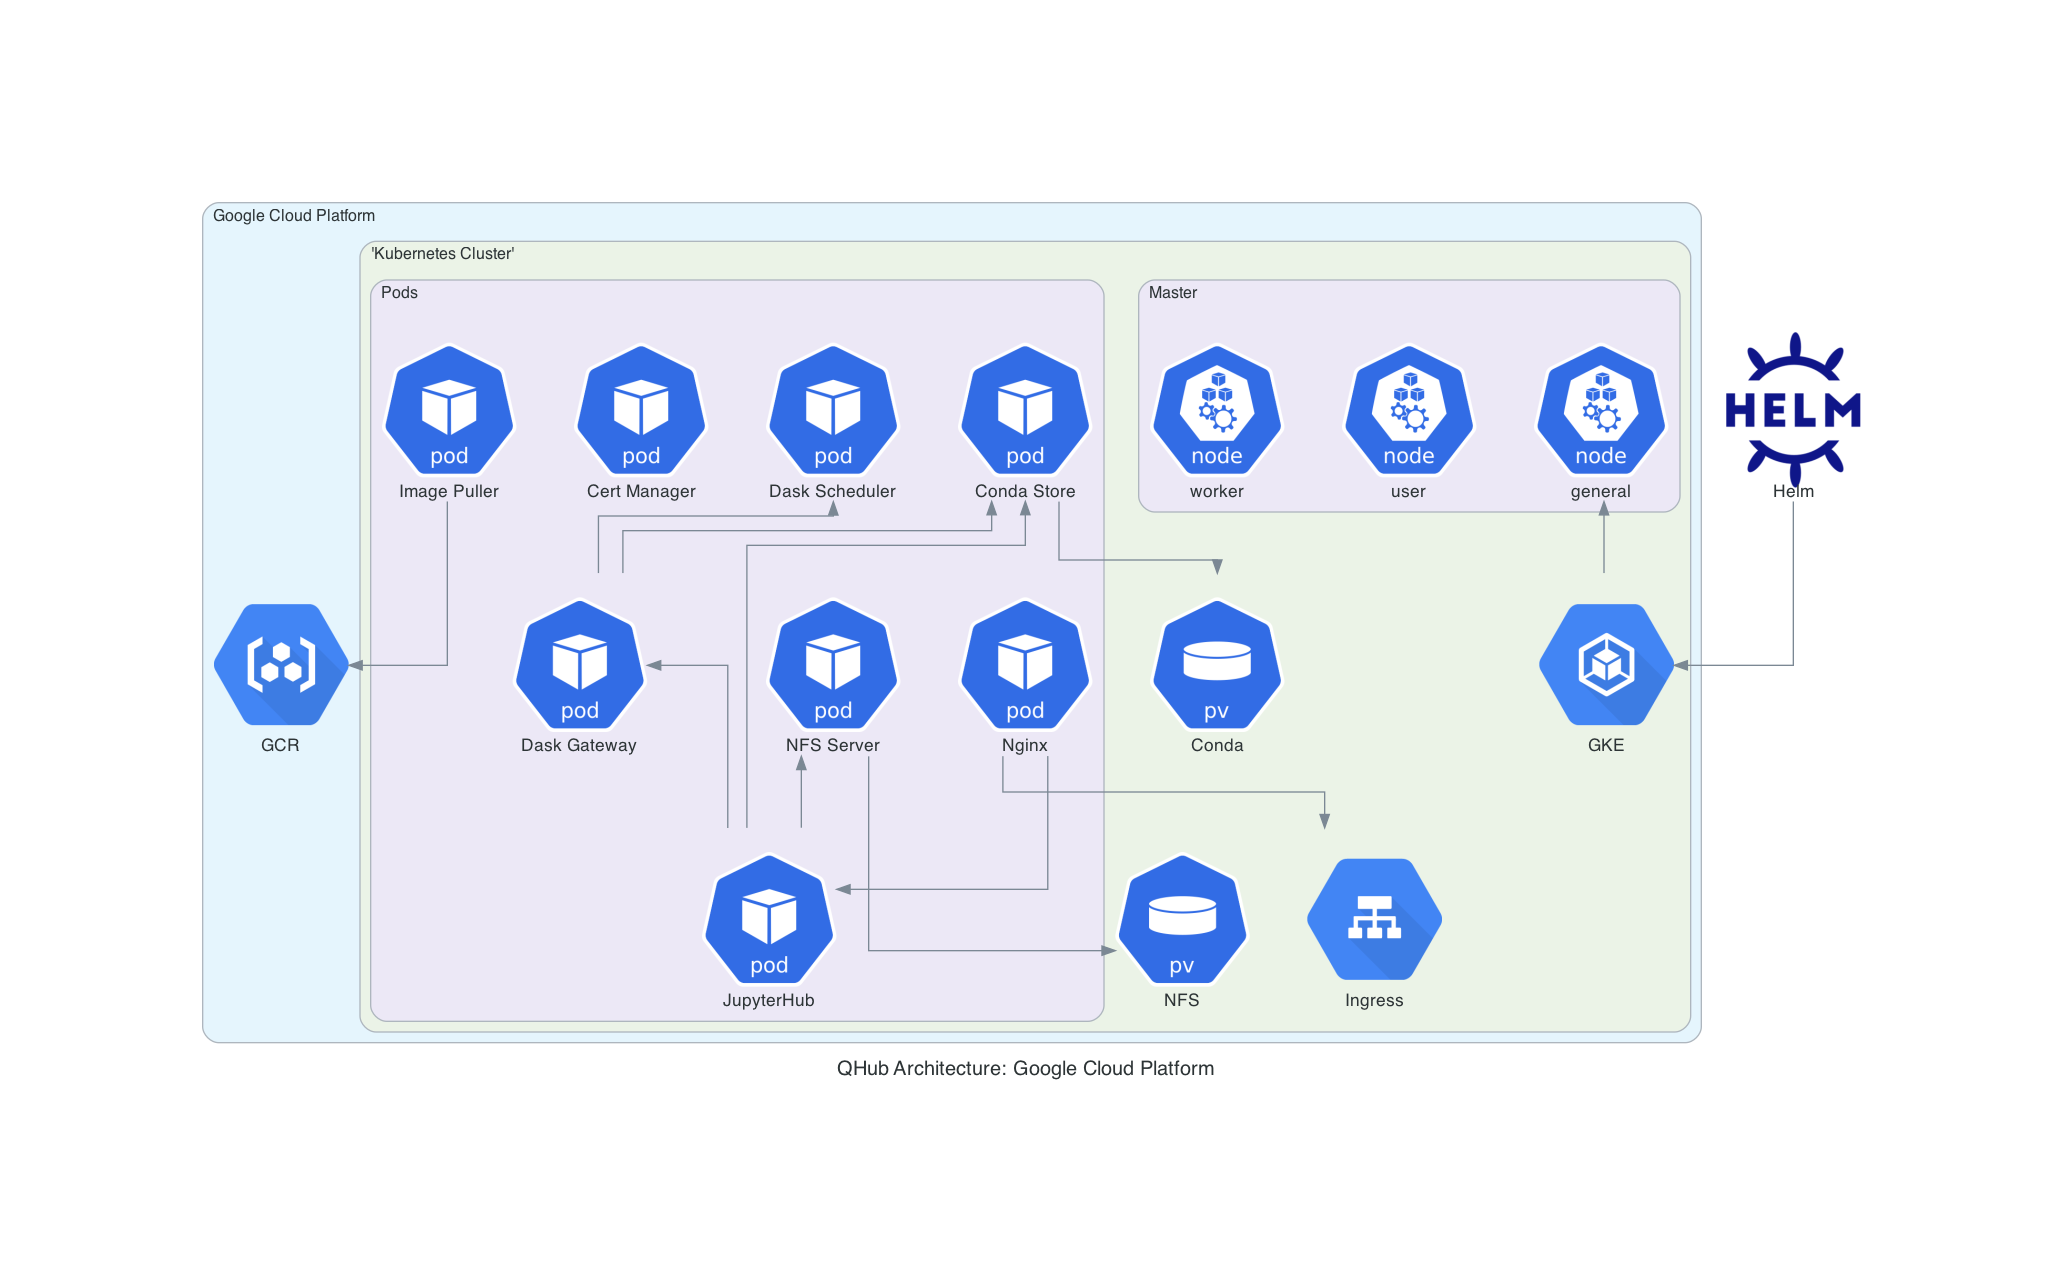 Google Cloud Platform
'Kubernetes Cluster'
Pods
Master
pod
pod
pod
pod
node
node
node
HELM
Image Puller
Cert Manager
Dask Scheduler
Conda Store
worker
user
general
Helm
pod
pod
pod
pv
GCR
Dask Gateway
NFS Server
Nginx
Conda
GKE
pod
pv
JupyterHub
NFS
Ingress
QHub Architecture: Google Cloud Platform